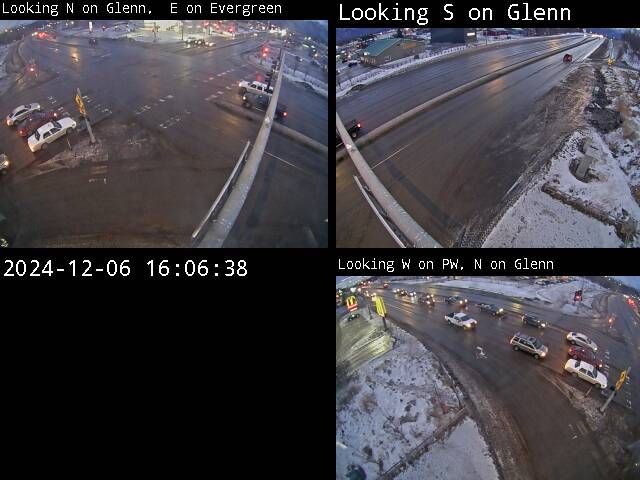 Looking N on Glenn,  E on Evergreen
Looking S on Glenn
2024-12-06 16:06:38
Looking W on PW, N on Glenn